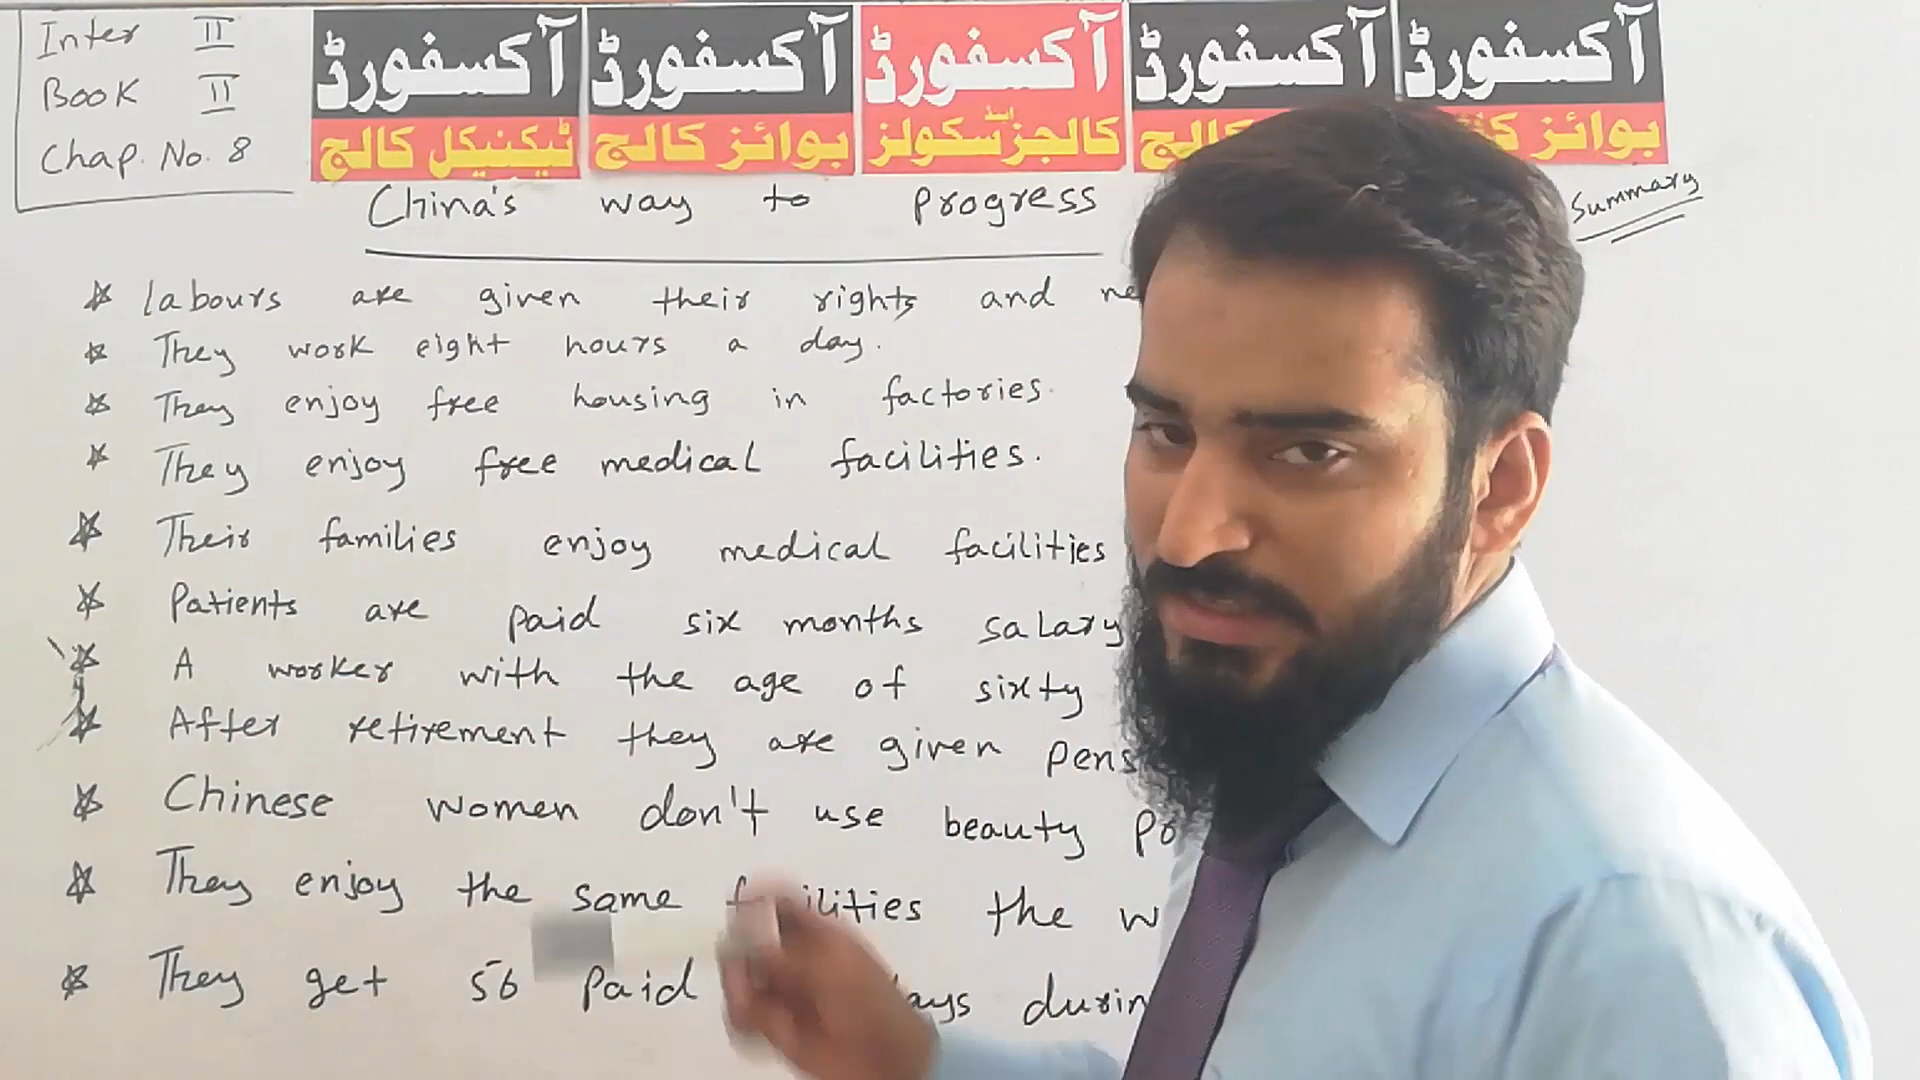 Inter II
Book II
Chap. No. 8
آکسفورڈ آکسفورڈ آکسفورڈ آکسفورڈ آکسفورڈ
ٹیکنیکل کالج بوائز کالج کالجز اینڈ سکولز بوائز
China's way to Progress
Summary
labours are given their rights and
They work eight hours a day.
They enjoy free housing in factories.
They enjoy free medical facilities.
Their families enjoy medical facilities
Patients are paid six months salary
A worker with the age of sixty
After retirement they are given
Chinese women don't use beauty
They enjoy the same the
They get 56 paid